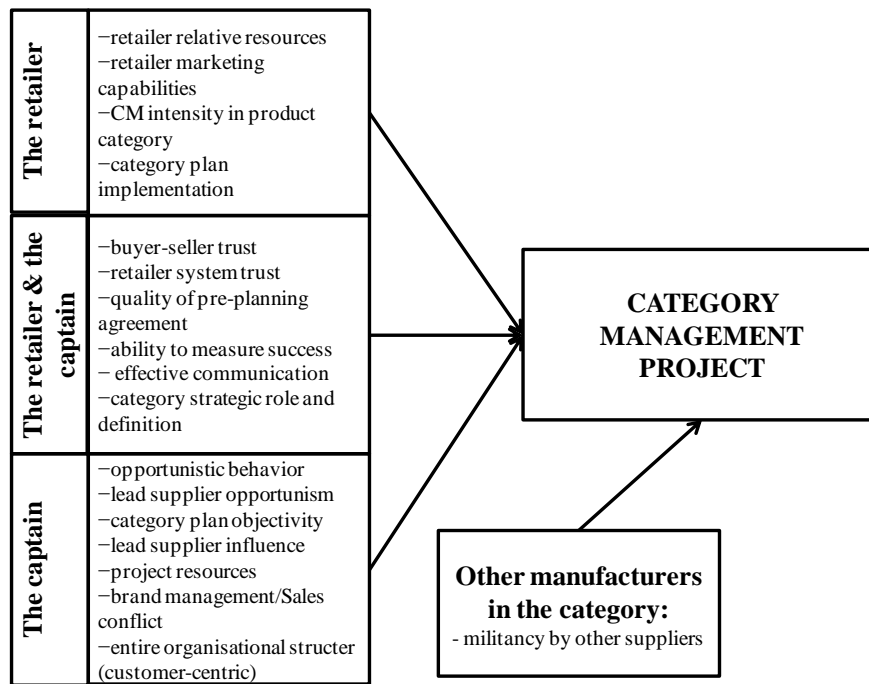 The retailer
−retailer relative resources
−retailer marketing
capabilities
−CM intensity in product
category
−category plan
implementation
The retailer & the
captain
−buyer-seller trust
−retailer system trust
−quality of pre-planning
agreement
−ability to measure success
− effective communication
−category strategic role and
definition
The captain
−opportunistic behavior
−lead supplier opportunism
−category plan objectivity
−lead supplier influence
−project resources
−brand management/Sales
conflict
−entire organisational structer
(customer-centric)
CATEGORY
MANAGEMENT
PROJECT
Other manufacturers
in the category:
- militancy by other suppliers